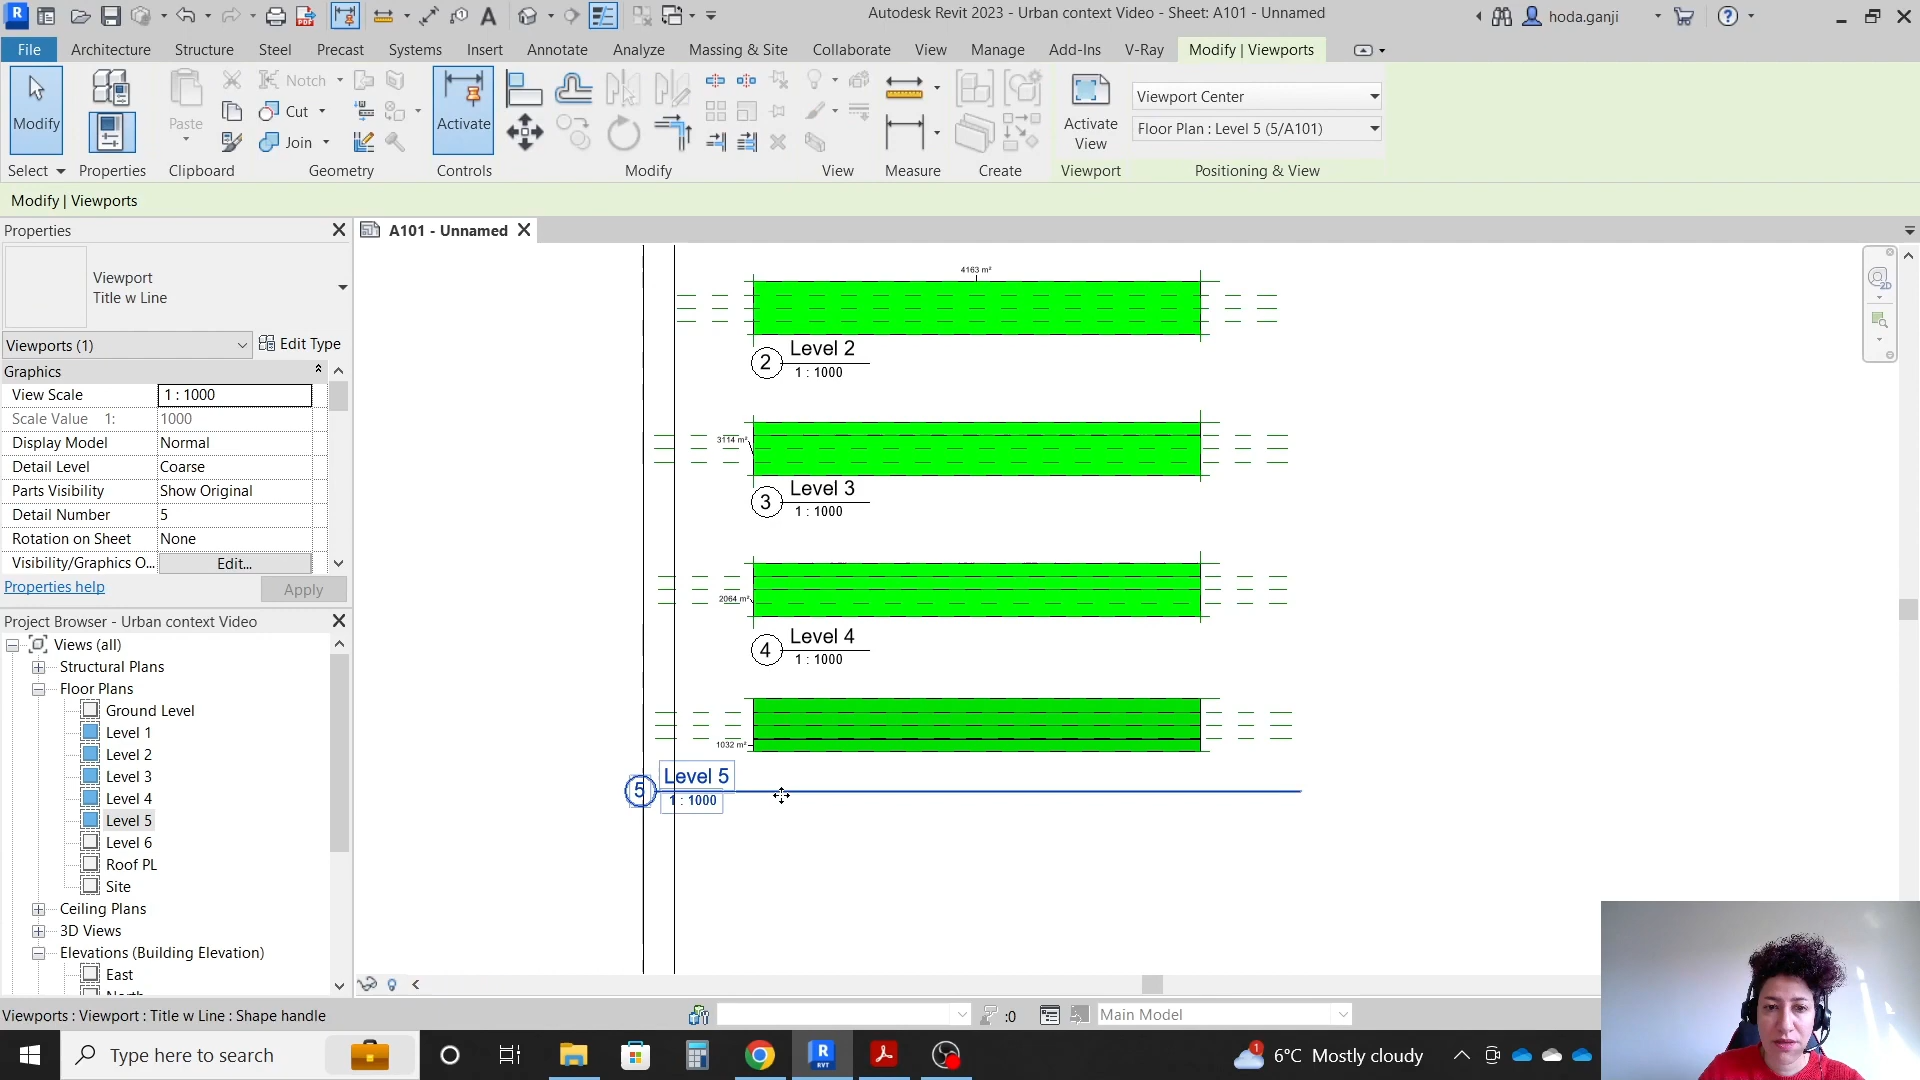 Autodesk Revit 2023 - Urban context Video - Sheet: A101 - Unnamed
hoda.ganji
File Architecture Structure Steel Precast Systems Insert Annotate Analyze Massing & Site Collaborate View Manage Add-Ins V-Ray Modify | Viewports
Modify
Paste
Notch
Cut
Join
Activate
Activate View
Viewport Center
Floor Plan : Level 5 (5/A101)
Select Properties Clipboard Geometry Controls Modify View Measure Create Viewport Positioning & View
Modify | Viewports
Properties
A101 - Unnamed
Viewport
Title w Line
Viewports (1)
Edit Type
Graphics
View Scale 1 : 1000
Scale Value 1: 1000
Display Model Normal
Detail Level Coarse
Parts Visibility Show Original
Detail Number 5
Rotation on Sheet None
Visibility/Graphics O... Edit...
Properties help Apply
Project Browser - Urban context Video
Views (all)
Structural Plans
Floor Plans
Ground Level
Level 1
Level 2
Level 3
Level 4
Level 5
Level 6
Roof PL
Site
Ceiling Plans
3D Views
Elevations (Building Elevation)
East
4163 m²
2 Level 2
1 : 1000
3114 m²
3 Level 3
1 : 1000
2064 m²
4 Level 4
1 : 1000
1032 m²
5 Level 5
1 : 1000
2D
Viewports : Viewport : Title w Line : Shape handle
:0
Main Model
Type here to search
R
RVT
1
6°C Mostly cloudy